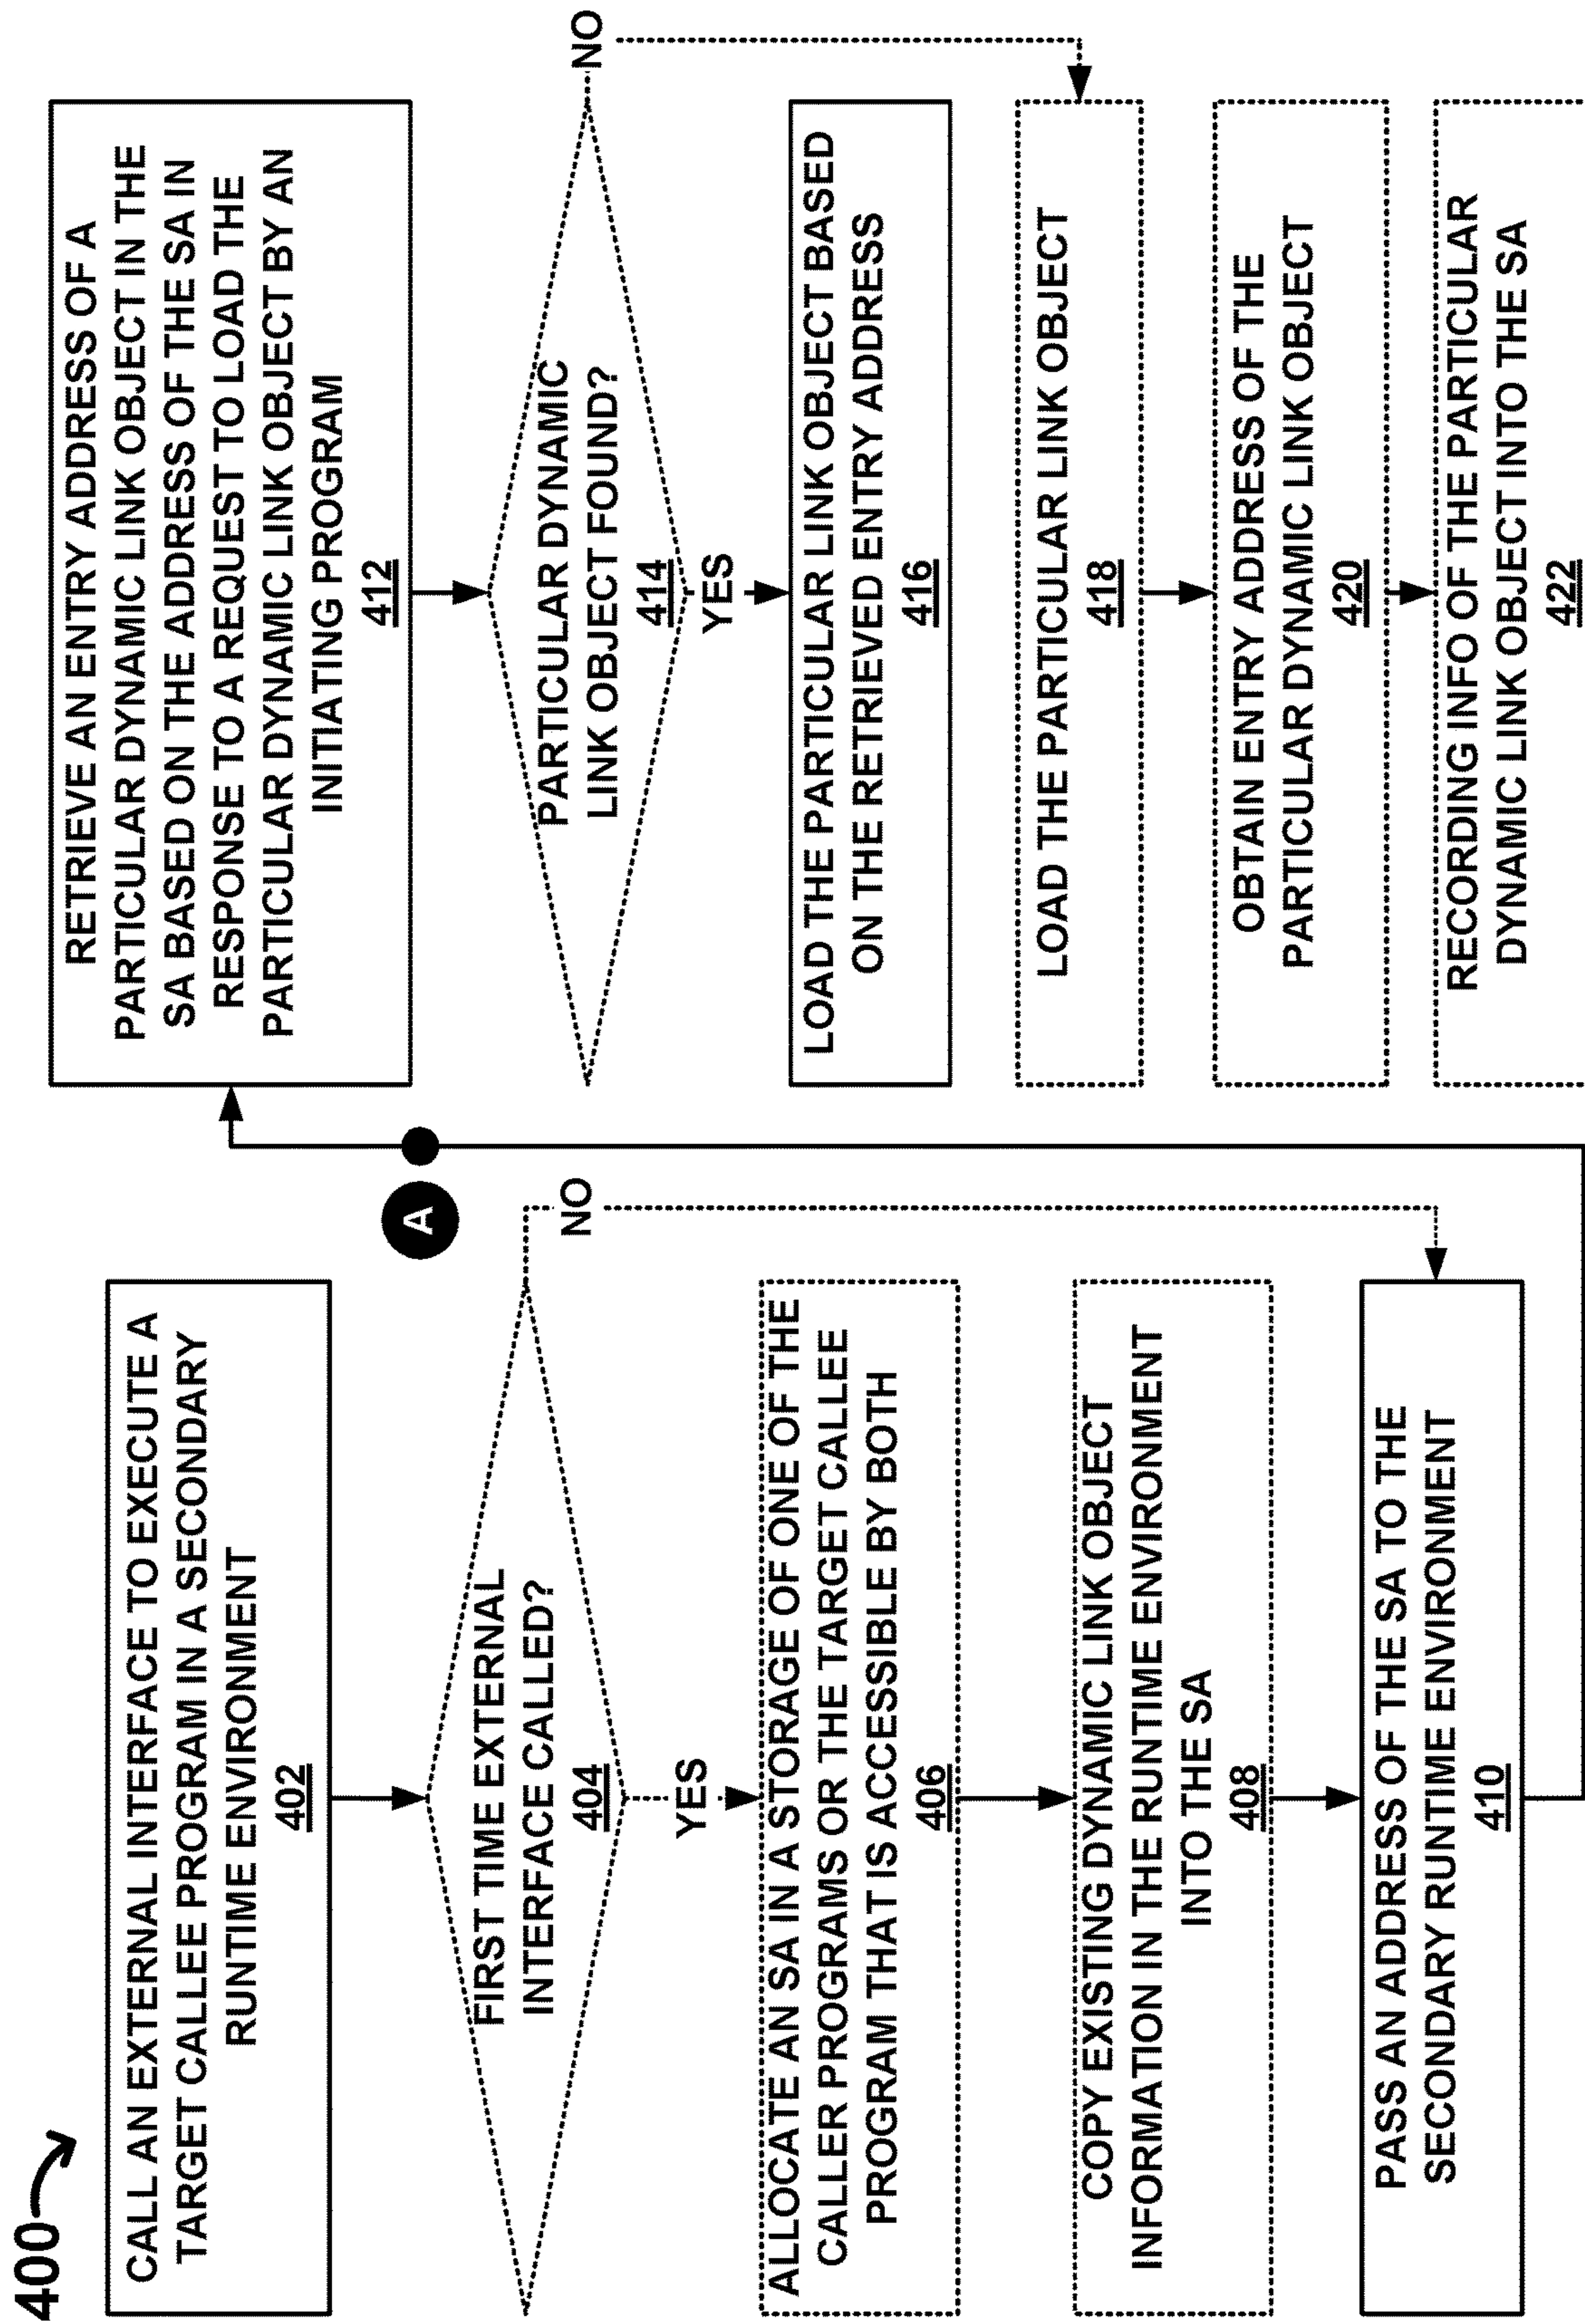 400
CALL AN EXTERNAL INTERFACE TO EXECUTE A
TARGET CALLEE PROGRAM IN A SECONDARY
RUNTIME ENVIRONMENT
402
FIRST TIME EXTERNAL
INTERFACE CALLED?
404
NO
YES
ALLOCATE AN SA IN A STORAGE OF ONE OF THE
CALLER PROGRAMS OR THE TARGET CALLEE
PROGRAM THAT IS ACCESSIBLE BY BOTH
406
COPY EXISTING DYNAMIC LINK OBJECT
INFORMATION IN THE RUNTIME ENVIRONMENT
INTO THE SA
408
PASS AN ADDRESS OF THE SA TO THE
SECONDARY RUNTIME ENVIRONMENT
410
A
RETRIEVE AN ENTRY ADDRESS OF A
PARTICULAR DYNAMIC LINK OBJECT IN THE
SA BASED ON THE ADDRESS OF THE SA IN
RESPONSE TO A REQUEST TO LOAD THE
PARTICULAR DYNAMIC LINK OBJECT BY AN
INITIATING PROGRAM
412
PARTICULAR DYNAMIC
LINK OBJECT FOUND?
414
NO
YES
LOAD THE PARTICULAR LINK OBJECT BASED
ON THE RETRIEVED ENTRY ADDRESS
416
LOAD THE PARTICULAR LINK OBJECT
418
OBTAIN ENTRY ADDRESS OF THE
PARTICULAR DYNAMIC LINK OBJECT
420
RECORDING INFO OF THE PARTICULAR
DYNAMIC LINK OBJECT INTO THE SA
422